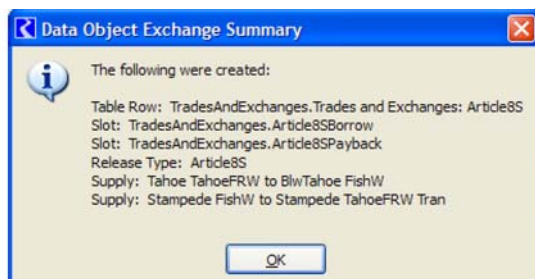 Data Object Exchange Summary
The following were created:
Table Row: TradesAndExchanges.Trades and Exchanges: Article8S
Slot: TradesAndExchanges.Article8SBorrow
Slot: TradesAndExchanges.Article8SPayback
Release Type: Article8S
Supply: Tahoe TahoeFRW to BlwTahoe FishW
Supply: Stampede FishW to Stampede TahoeFRW Tran
OK